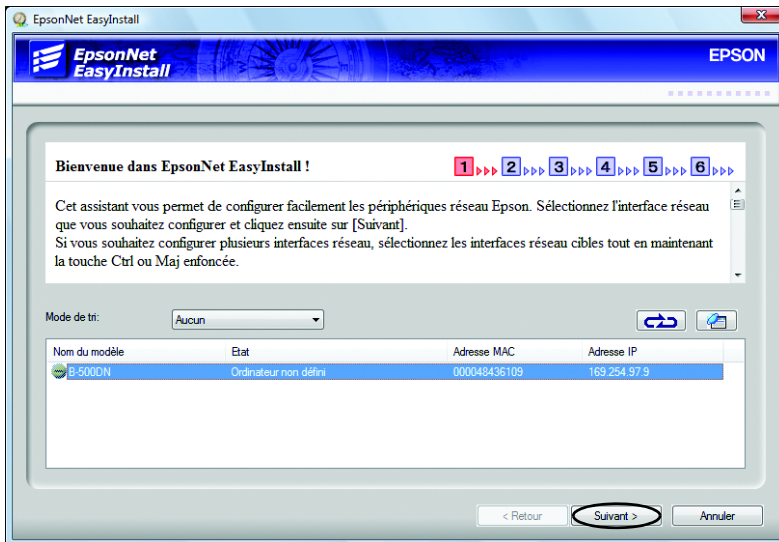 EpsonNet EasyInstall
EpsonNet
EasyInstall
EPSON
Bienvenue dans EpsonNet EasyInstall !
1 2 3 4 5 6
Cet assistant vous permet de configurer facilement les périphériques réseau Epson. Sélectionnez l'interface réseau
que vous souhaitez configurer et cliquez ensuite sur [Suivant].
Si vous souhaitez configurer plusieurs interfaces réseau, sélectionnez les interfaces réseau cibles tout en maintenant
la touche Ctrl ou Maj enfoncée.
Mode de tri: Aucun
Nom du modèle Etat Adresse MAC Adresse IP
B-500DN Ordinateur non défini 000048436109 169.254.97.9
< Retour Suivant > Annuler